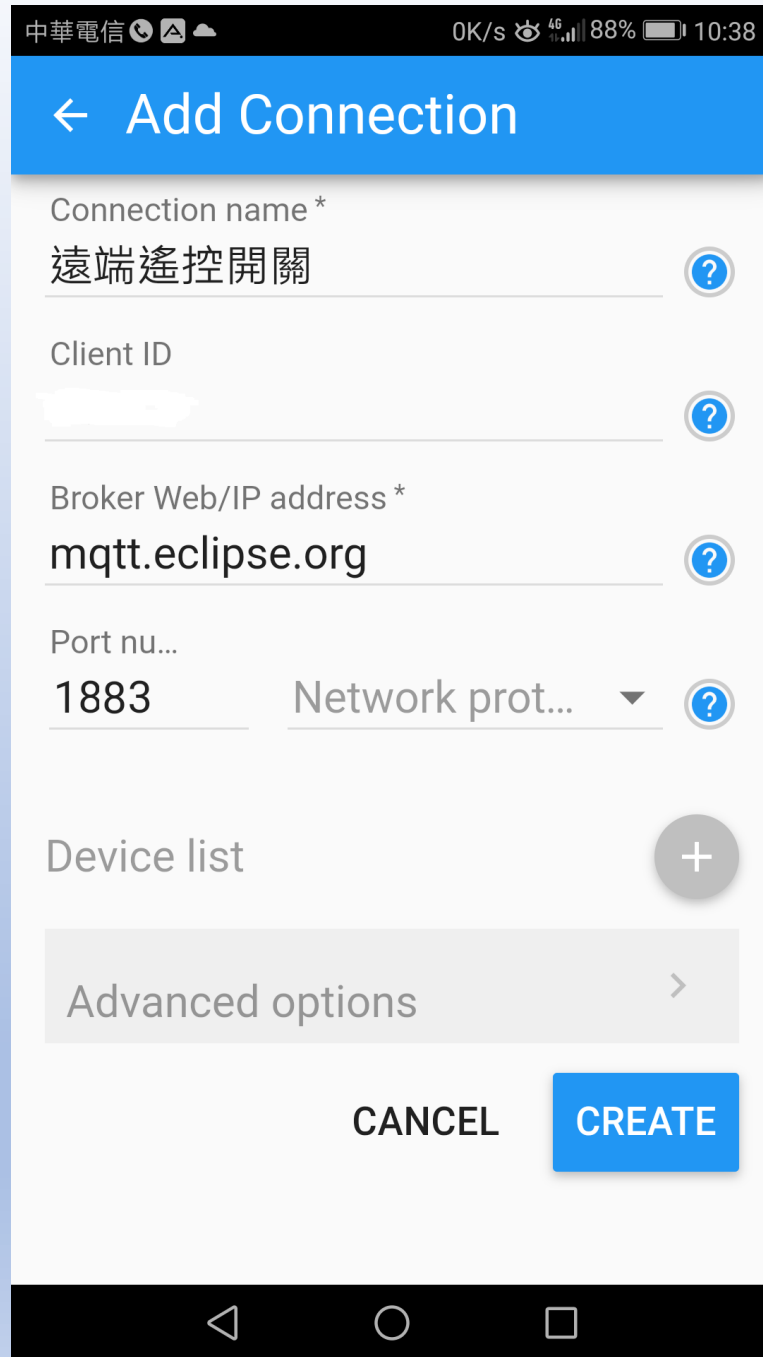 中華電信 0K/s 4G 88% 10:38
Add Connection
Connection name *
遠端遙控開關
Client ID
Broker Web/IP address *
mqtt.eclipse.org
Port nu...
1883 Network prot...
Device list
Advanced options
CANCEL CREATE